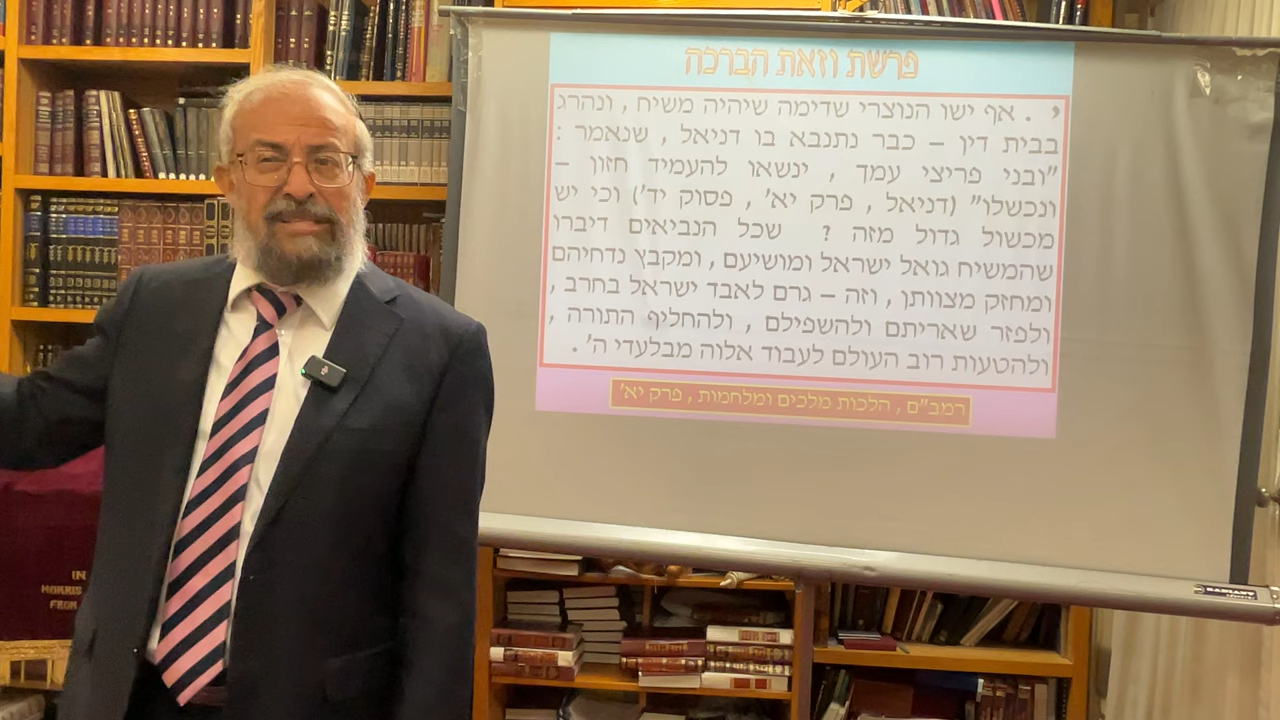 פרשת וזאת הברכה
י . אף ישו הנוצרי שדימה שיהיה משיח , ונהרג
בבית דין – כבר נתנבא בו דניאל , שנאמר :
"ובני פריצי עמך , ינשאו להעמיד חזון –
ונכשלו" (דניאל , פרק יא' , פסוק יד') וכי יש
מכשול גדול מזה ? שכל הנביאים דיברו
שהמשיח גואל ישראל ומושיעם , ומקבץ נדחיהם
ומחזק מצוותן , וזה – גרם לאבד ישראל בחרב ,
ולפזר שאריתם ולהשפילם , ולהחליף התורה ,
ולהטעות רוב העולם לעבוד אלוה מבלעדי ה' .
רמב"ם , הלכות מלכים ומלחמות , פרק יא'
IN
MORRIS
FROM
RADIANT